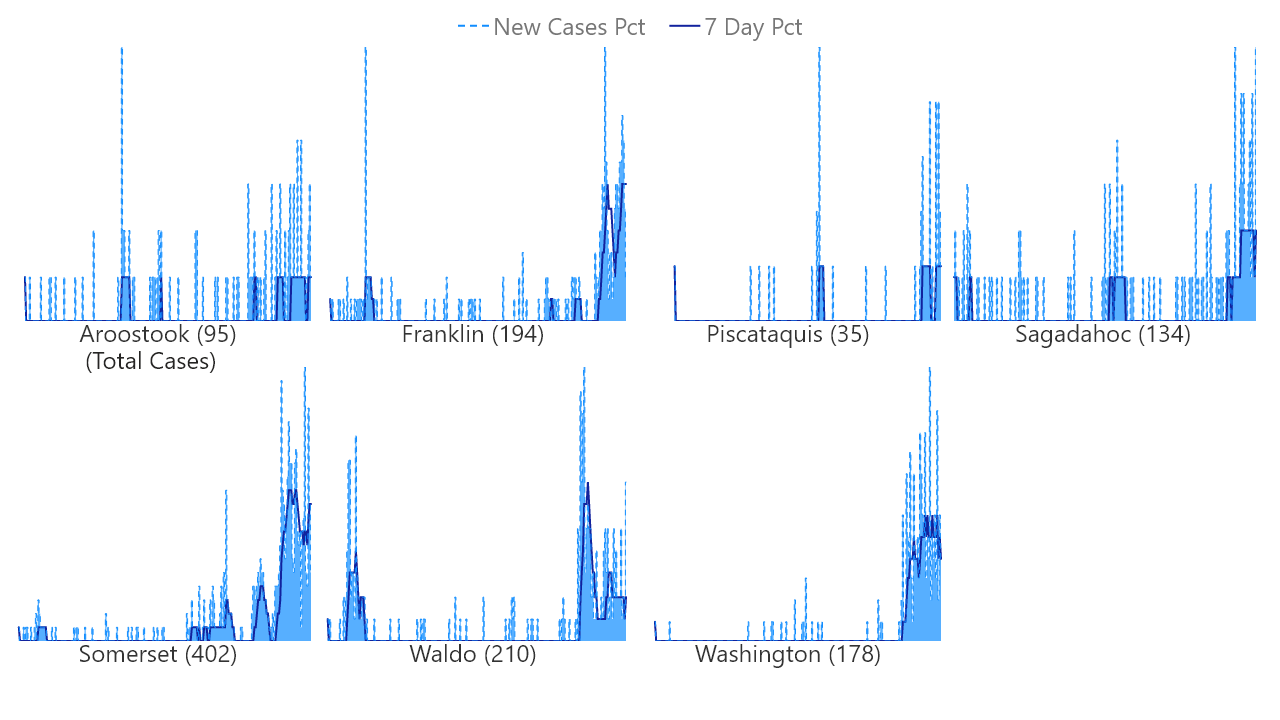 New Cases Pct 7 Day Pct
Aroostook (95) Franklin (194) Piscataquis (35) Sagadahoc (134)
(Total Cases)
Somerset (402) Waldo (210) Washington (178)